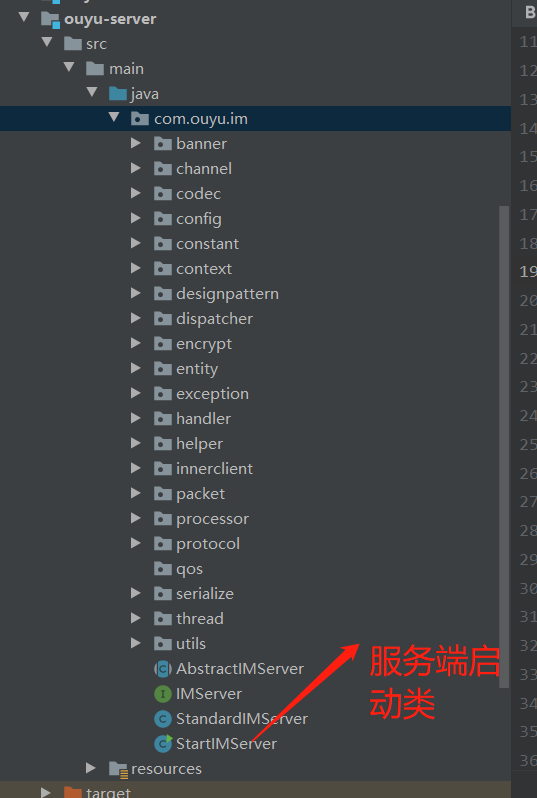 ouyu-server
src
main
java
com.ouyu.im
banner
channel
codec
config
constant
context
designpattern
dispatcher
encrypt
entity
exception
handler
helper
innerclient
packet
processor
protocol
qos
serialize
thread
utils
AbstractIMServer
IMServer
StandardIMServer
StartIMServer
resources
target
服务端启
动类
B
11
12
13
14
15
16
17
18
19
20
21
22
23
24
25
26
27
28
29
30
31
32
33
34
35
36